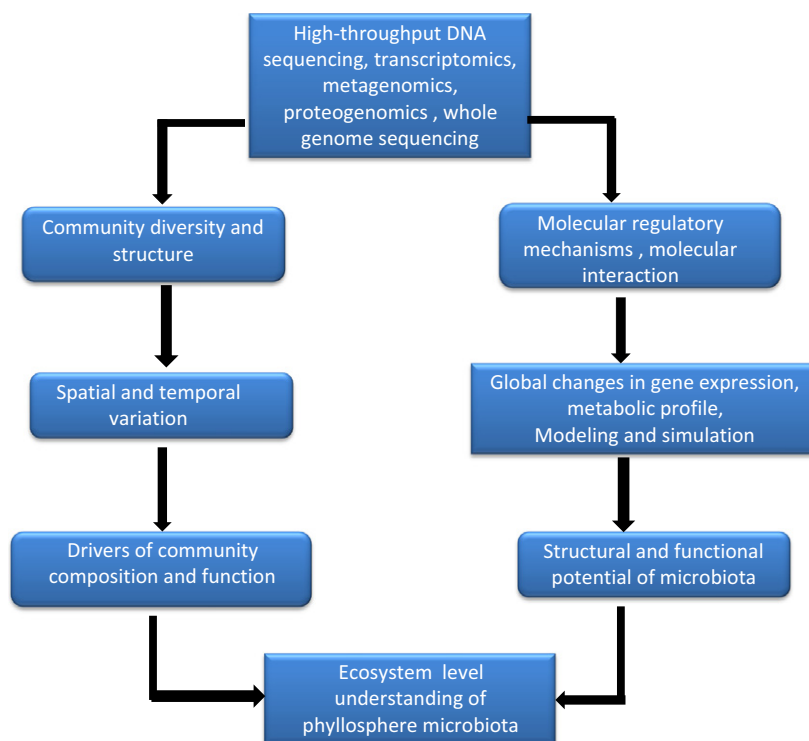 High-throughput DNA
sequencing, transcriptomics,
metagenomics,
proteogenomics , whole
genome sequencing
Community diversity and
structure
Spatial and temporal
variation
Drivers of community
composition and function
Molecular regulatory
mechanisms , molecular
interaction
Global changes in gene expression,
metabolic profile,
Modeling and simulation
Structural and functional
potential of microbiota
Ecosystem level
understanding of
phyllosphere microbiota